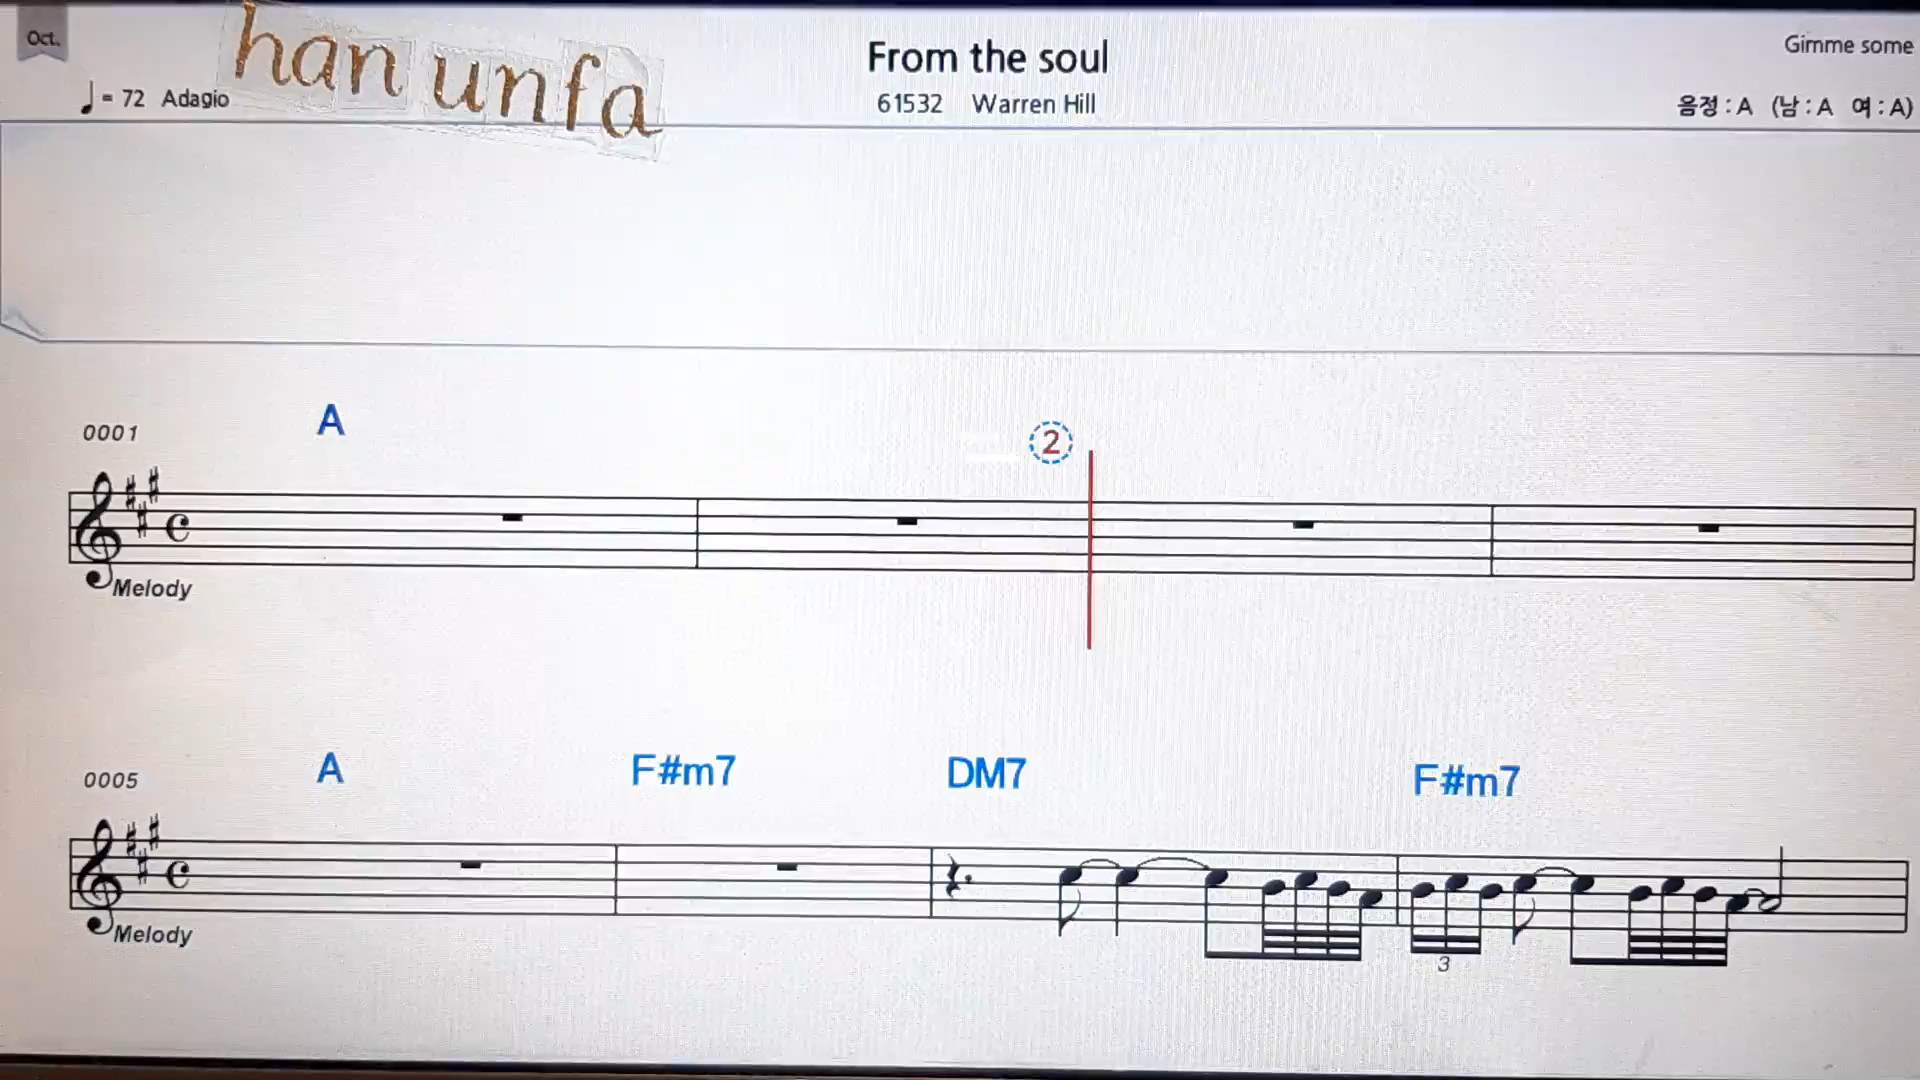 Oct.
han unfa
From the soul
Gimme some
♩= 72 Adagio
61532 Warren Hill
음정 : A (남 : A 여 : A)
0001
A
2
Melody
0005
A F#m7 DM7 F#m7
Melody
3